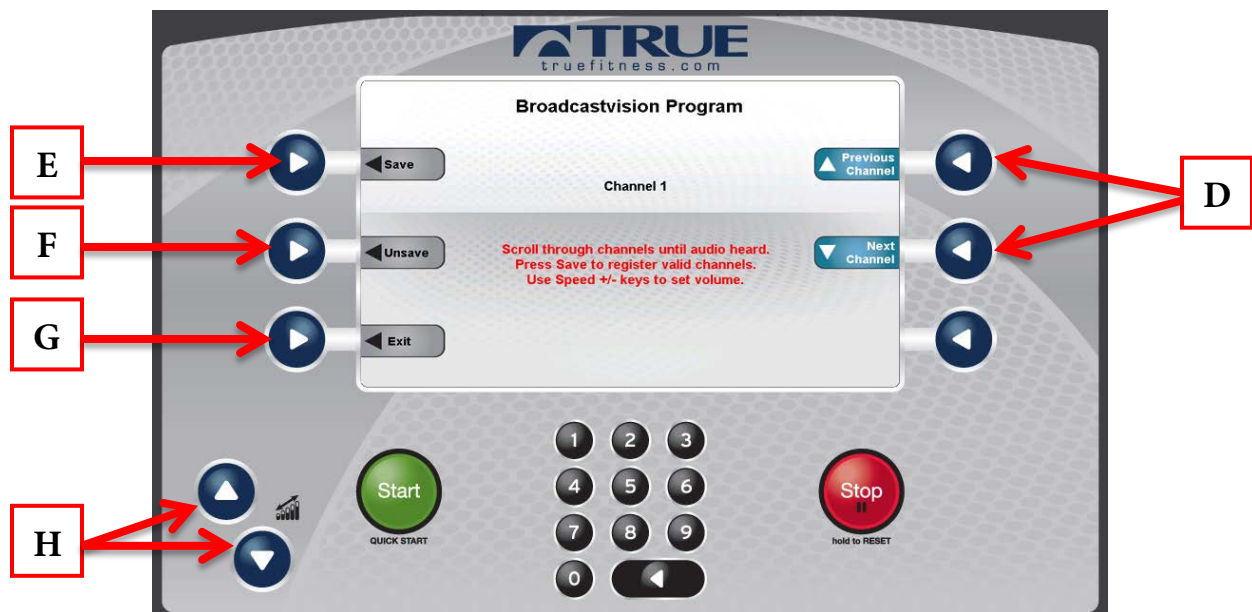 TRUE
truefitness.com
Broadcastvision Program
E
Save
Previous
Channel
D
Channel 1
F
Unsave
Scroll through channels until audio heard.
Press Save to register valid channels.
Use Speed +/- keys to set volume.
Next
Channel
G
Exit
1 2 3
4 5 6
7 8 9
0
Start
QUICK START
Stop
hold to RESET
H